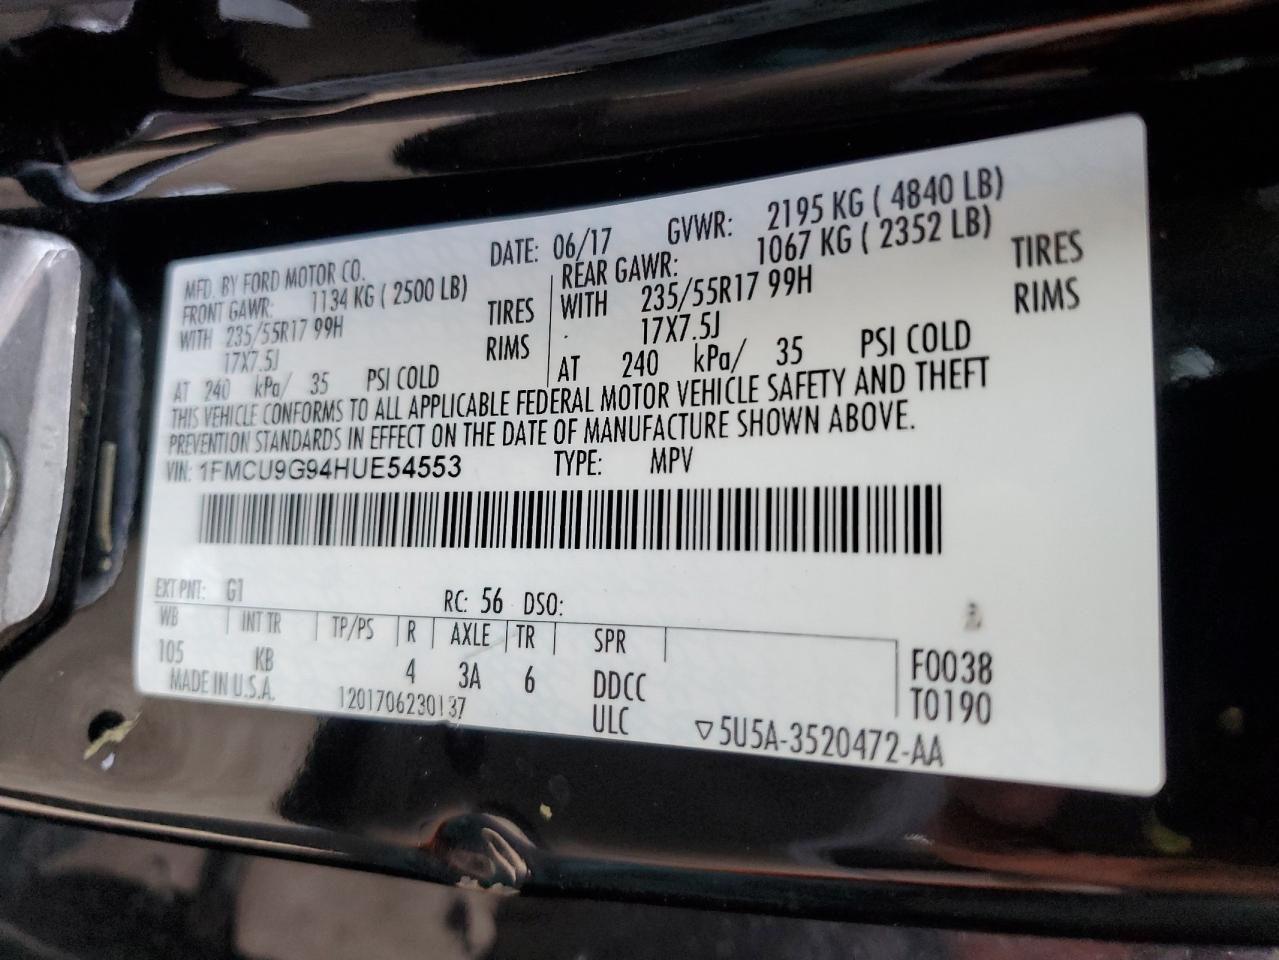 MFD. BY FORD MOTOR CO. DATE: 06/17 GVWR: 2195 KG ( 4840 LB)
FRONT GAWR: 1134 KG ( 2500 LB) REAR GAWR: 1067 KG ( 2352 LB)
WITH 235/55R17 99H TIRES WITH 235/55R17 99H TIRES
17X7.5J RIMS 17X7.5J RIMS
AT 240 kPa/ 35 PSI COLD AT 240 kPa/ 35 PSI COLD
THIS VEHICLE CONFORMS TO ALL APPLICABLE FEDERAL MOTOR VEHICLE SAFETY AND THEFT
PREVENTION STANDARDS IN EFFECT ON THE DATE OF MANUFACTURE SHOWN ABOVE.
VIN: 1FMCU9G94HUE54553 TYPE: MPV
EXT PNT: G1 RC: 56 DSO:
WB INT TR TP/PS R AXLE TR SPR
105 KB 4 3A 6 DDCC F0038
MADE IN U.S.A. 1201706230137 ULC T0190
▽5U5A-3520472-AA